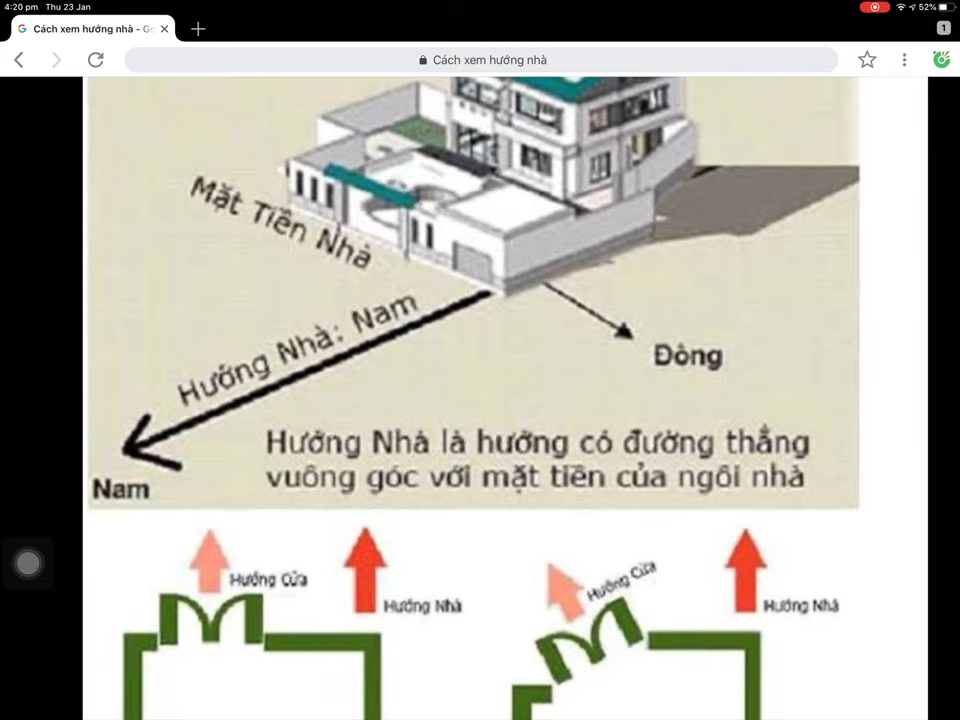 4:20 pm Thu 23 Jan
52%
Cách xem hướng nhà - Go
1
Cách xem hướng nhà
Mặt Tiền Nhà
Hướng Nhà: Nam
Đông
Nam
Hướng Nhà là hướng có đường thẳng
vuông góc với mặt tiền của ngôi nhà
Hướng Cửa
Hướng Nhà
Hướng Cửa
Hướng Nhà